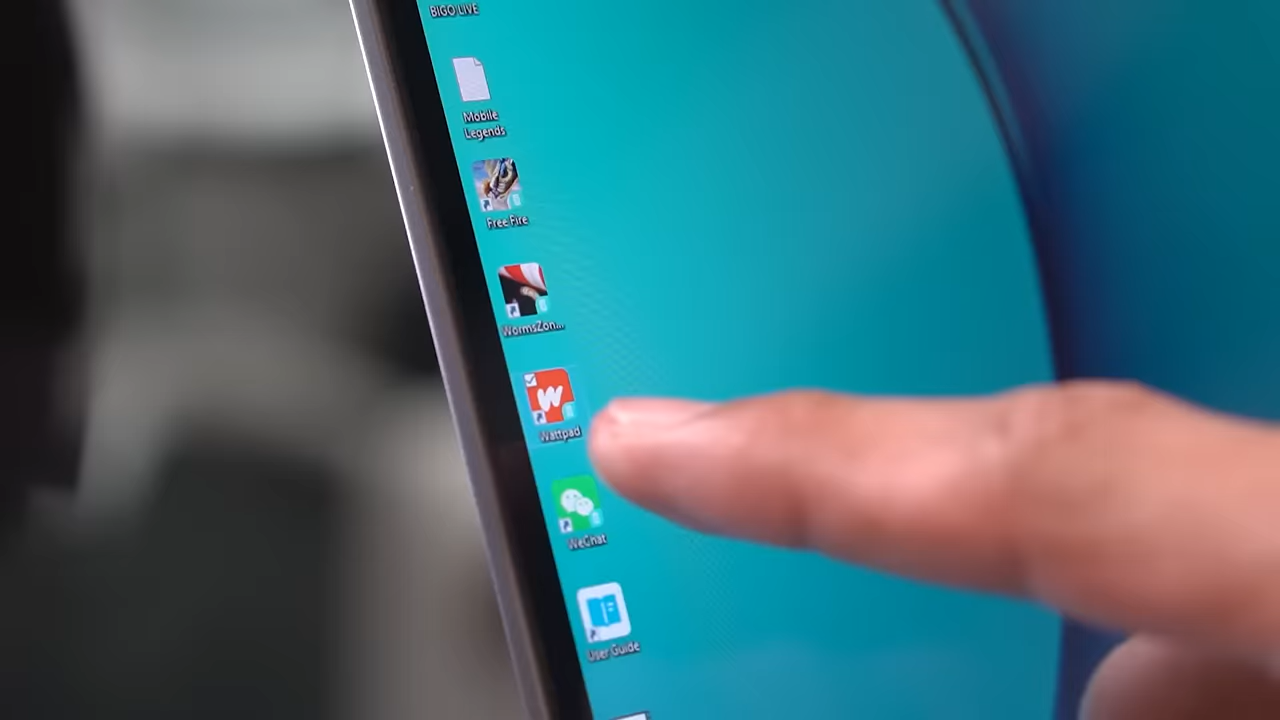 BIGO LIVE
Mobile
Legends
Free Fire
WormsZon...
Wattpad
WeChat
User Guide